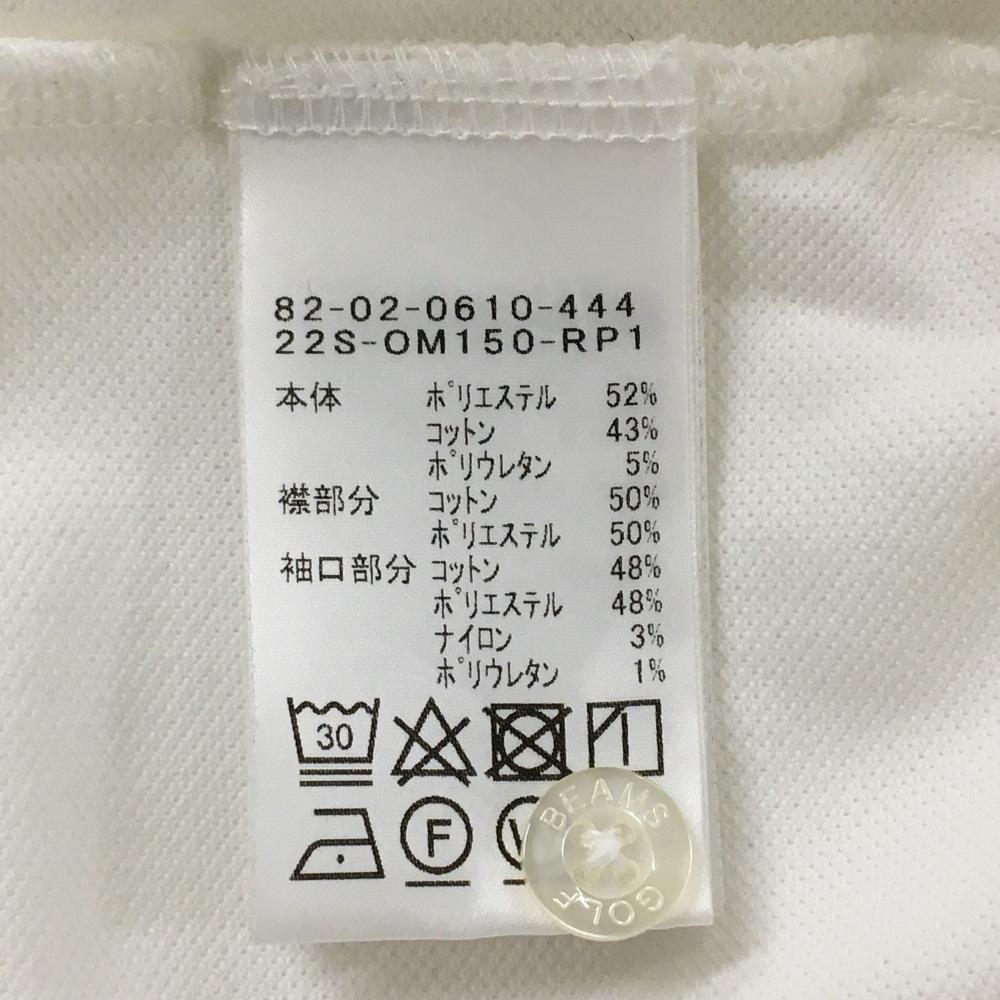 82-02-0610-444
22S-OM150-RP1
本体 ﾎﾟﾘｴｽﾃﾙ 52%
ｺｯﾄﾝ 43%
ﾎﾟﾘｳﾚﾀﾝ 5%
襟部分 ｺｯﾄﾝ 50%
ﾎﾟﾘｴｽﾃﾙ 50%
袖口部分 ｺｯﾄﾝ 48%
ﾎﾟﾘｴｽﾃﾙ 48%
ﾅｲﾛﾝ 3%
ﾎﾟﾘｳﾚﾀﾝ 1%
30
F
BEAMS
GOLF